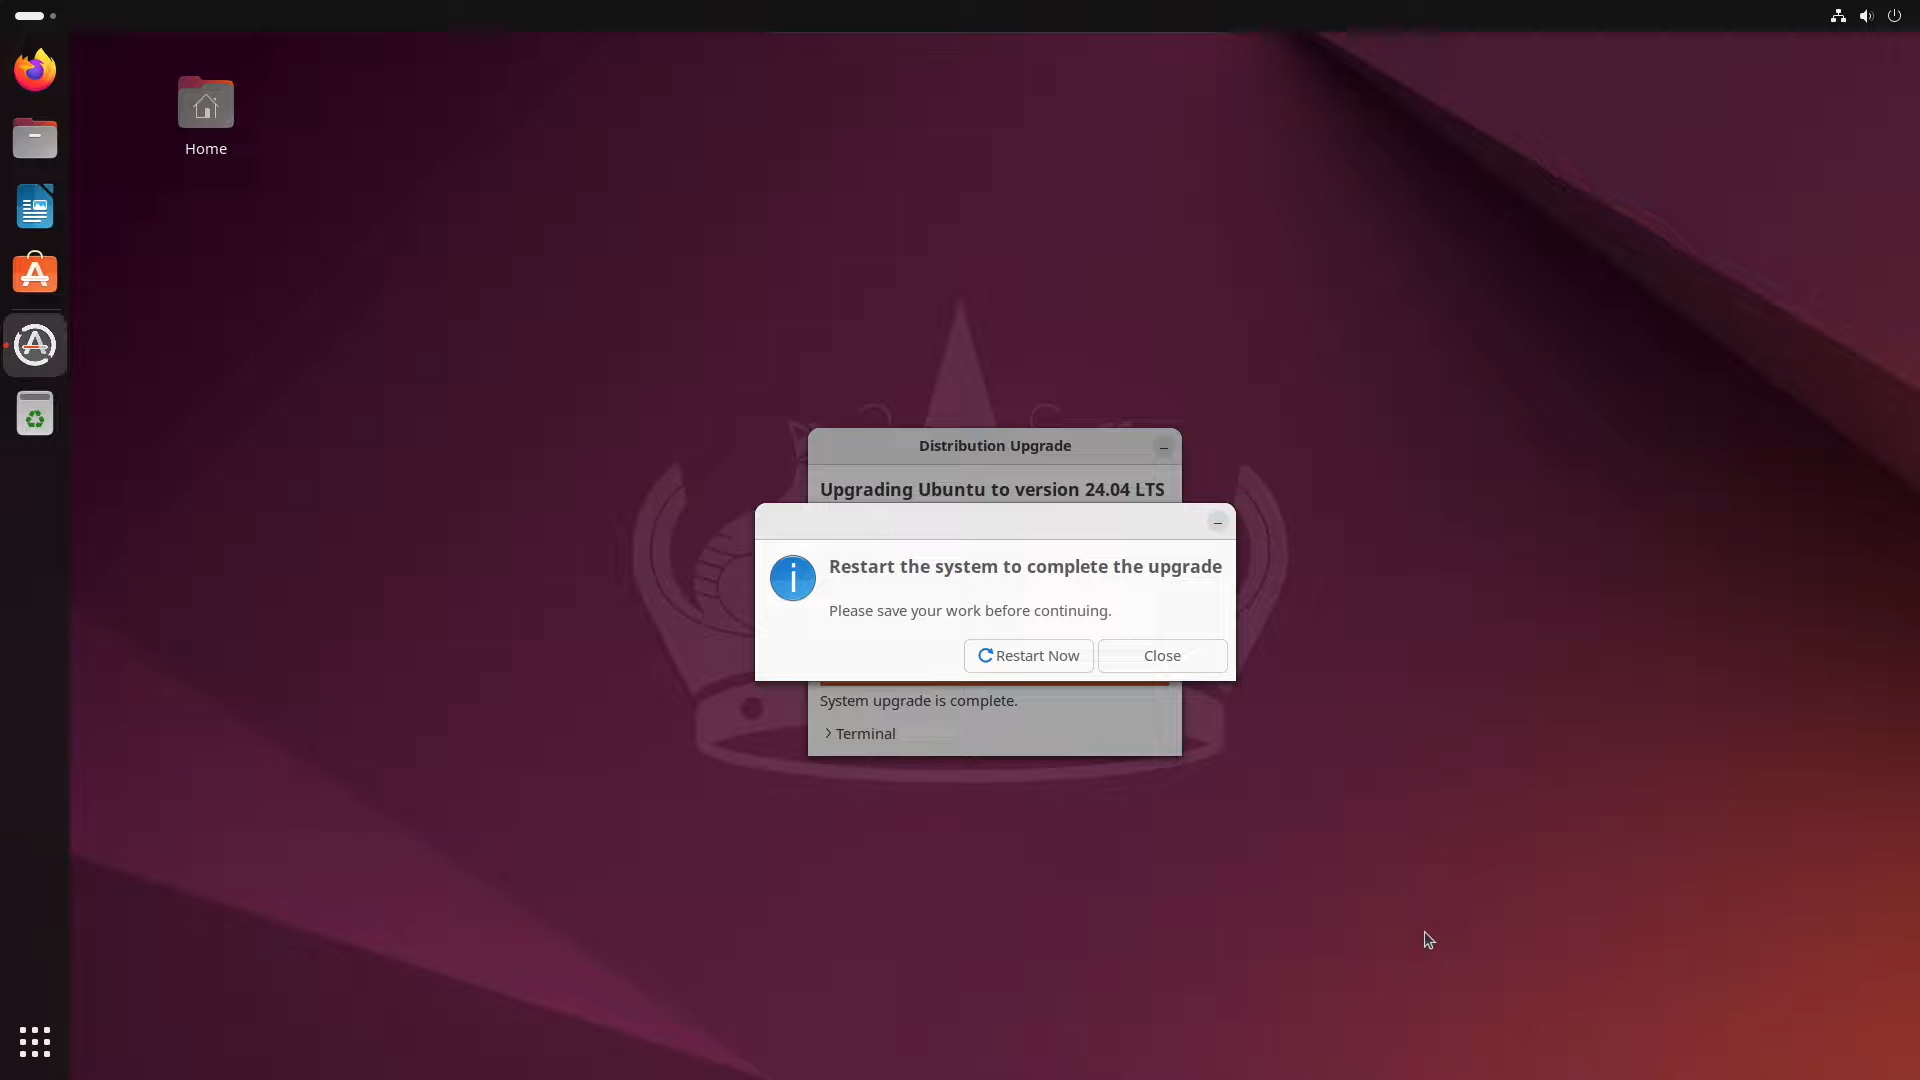 Home
Distribution Upgrade
Upgrading Ubuntu to version 24.04 LTS
Restart the system to complete the upgrade
Please save your work before continuing.
Restart Now
Close
System upgrade is complete.
Terminal